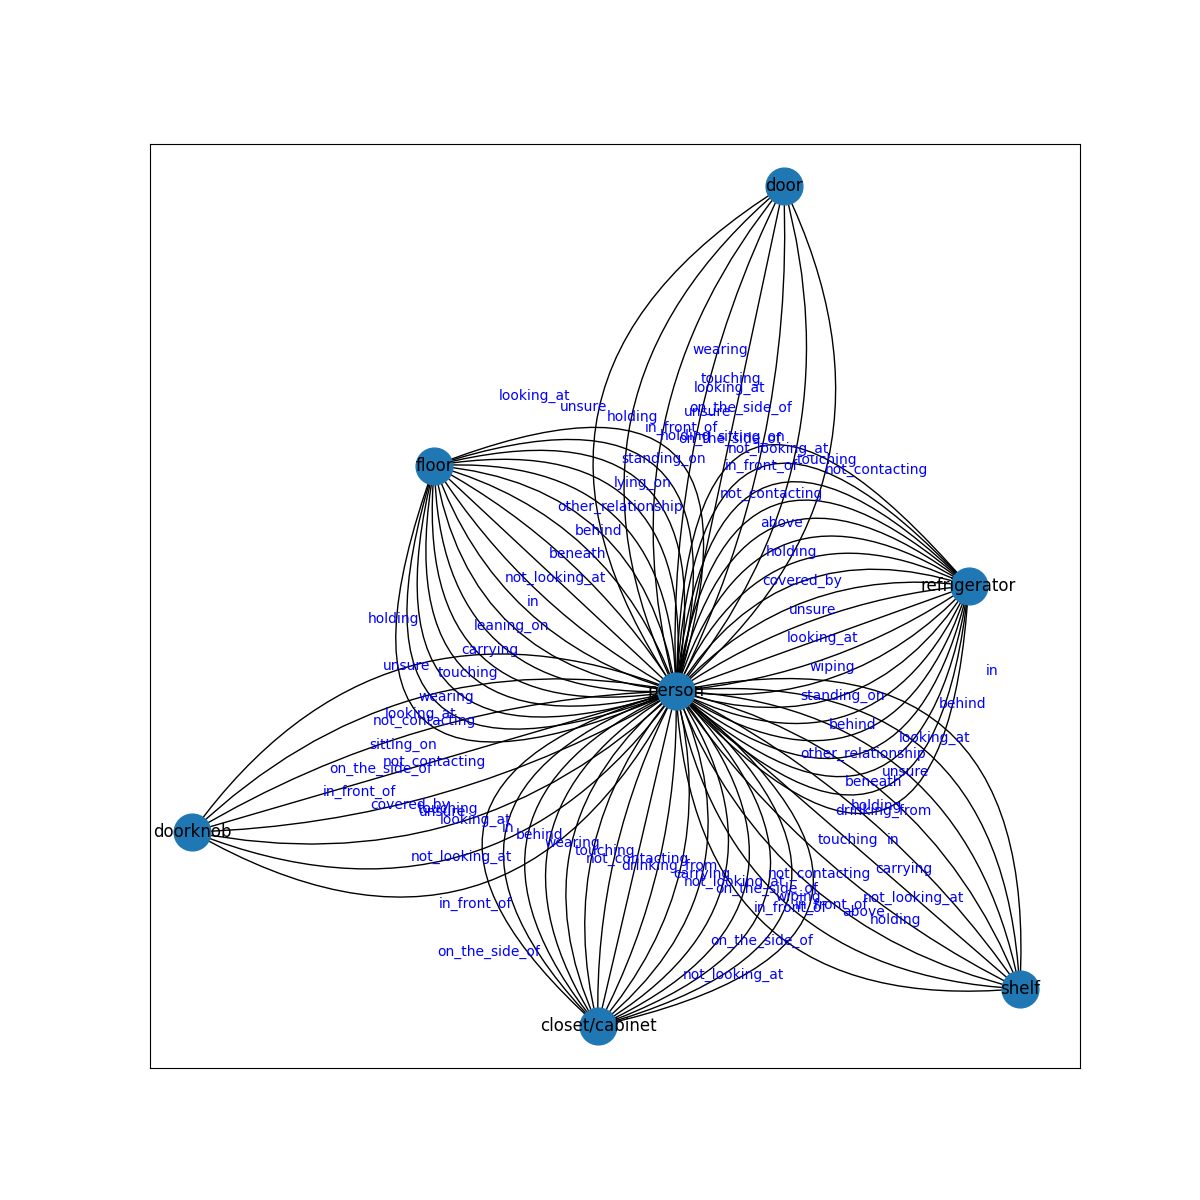 door
wearing
touching
looking_at
looking_at
unsure
on_the_side_of
unsure
holding
in_front_of
holding
sitting_on
on_the_side_of
not_looking_at
standing_on
touching
in_front_of
floor
not_contacting
lying_on
not_contacting
other_relationship
above
behind
holding
beneath
not_looking_at
covered_by
refrigerator
in
unsure
holding
leaning_on
looking_at
carrying
unsure
wiping
in
touching
person
wearing
standing_on
behind
looking_at
not_contacting
behind
looking_at
sitting_on
other_relationship
not_contacting
on_the_side_of
unsure
beneath
in_front_of
covered_by
holding
touching
unsure
drinking_from
looking_at
in
doorknob
behind
touching
in
wearing
touching
not_looking_at
not_contacting
drinking_from
carrying
carrying
not_contacting
not_looking_at
on_the_side_of
wiping
not_looking_at
in_front_of
in_front_of
in_front_of
above
holding
on_the_side_of
on_the_side_of
not_looking_at
shelf
closet/cabinet